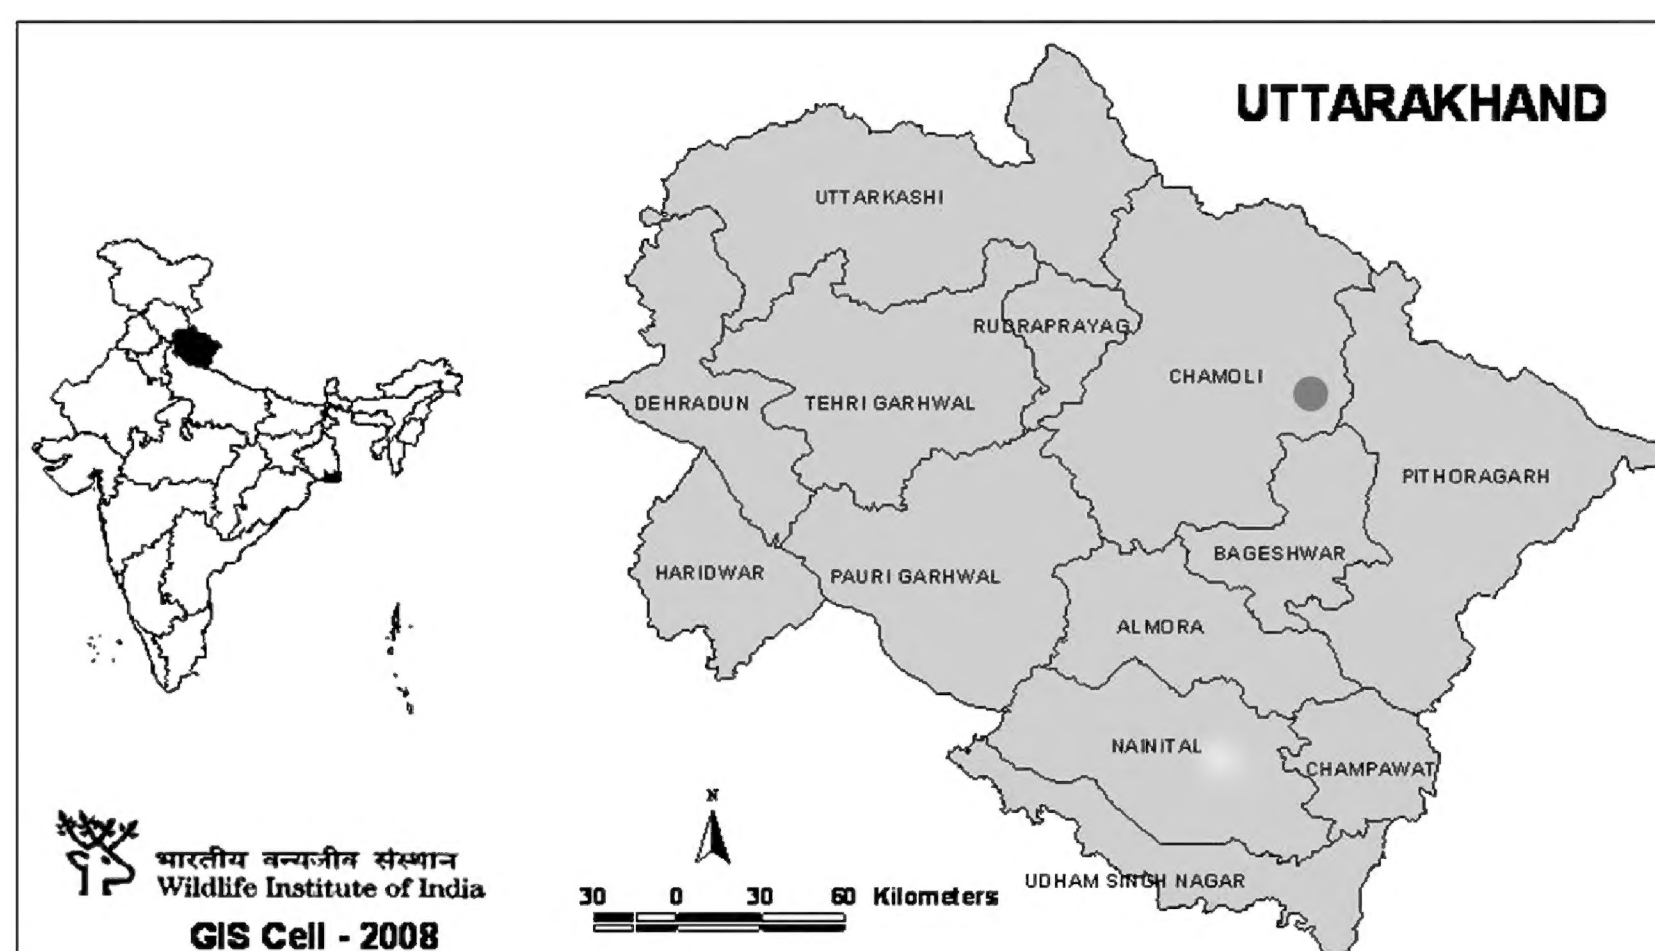 UTTARAKHAND
UTTARKASHI
RUDRAPRAYAG
CHAMOLI
DEHRADUN
TEHRI GARHWAL
PITHORAGARH
BAGESHWAR
HARIDWAR
PAURI GARHWAL
ALMORA
NAINITAL
CHAMPAWAT
UDHAM SINGH NAGAR
N
30 0 30 60 Kilometers
भारतीय वन्यजीव संस्थान
Wildlife Institute of India
GIS Cell - 2008